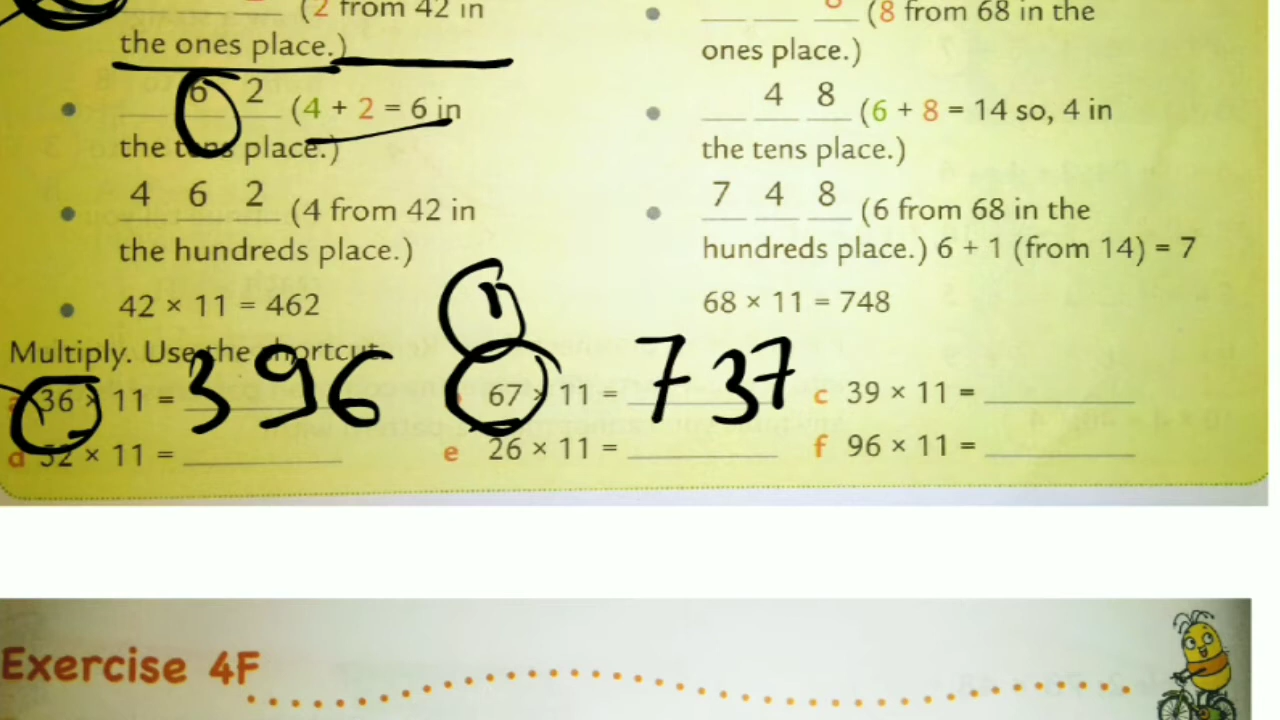 (2 from 42 in
the ones place.)
6 2 (4 + 2 = 6 in
the tens place.)
4 6 2 (4 from 42 in
the hundreds place.)
42 × 11 = 462
8 (8 from 68 in the
ones place.)
4 8 (6 + 8 = 14 so, 4 in
the tens place.)
7 4 8 (6 from 68 in the
hundreds place.) 6 + 1 (from 14) = 7
68 × 11 = 748
Multiply. Use the shortcut.
a 36 × 11 = 396
1
67 × 11 = 737
c 39 × 11 =
d 52 × 11 =
e 26 × 11 =
f 96 × 11 =
Exercise 4F